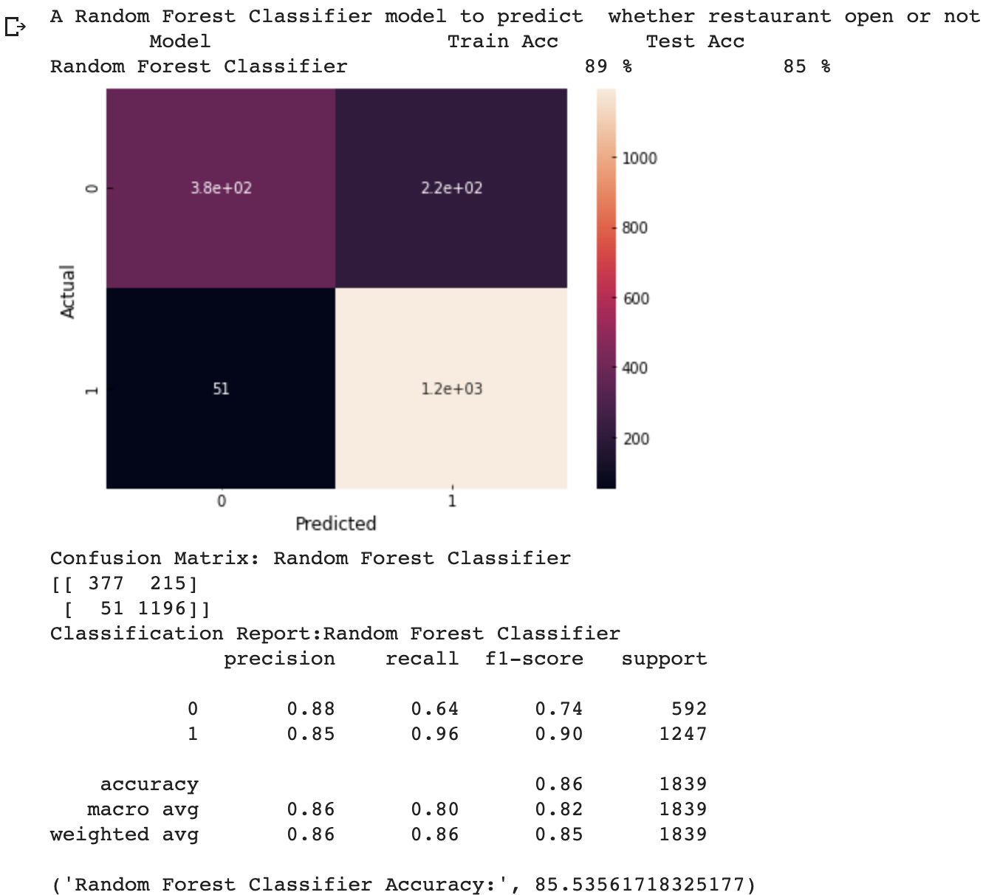 A Random Forest Classifier model to predict  whether restaurant open or not
Model Train Acc Test Acc
Random Forest Classifier 89 % 85 %
0 3.8e+02 2.2e+02
1 51 1.2e+03
Actual
0 1
Predicted
1000
800
600
400
200
Confusion Matrix: Random Forest Classifier
[[ 377  215]
[  51 1196]]
Classification Report:Random Forest Classifier
precision recall f1-score support
0 0.88 0.64 0.74 592
1 0.85 0.96 0.90 1247
accuracy 0.86 1839
macro avg 0.86 0.80 0.82 1839
weighted avg 0.86 0.86 0.85 1839
('Random Forest Classifier Accuracy:', 85.53561718325177)